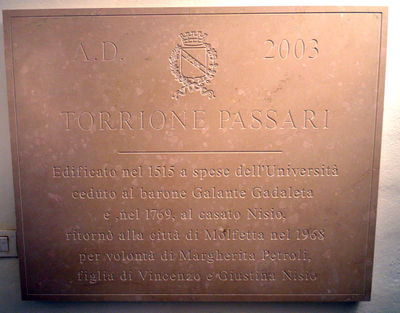 A.D. 2003
TORRIONE PASSARI
Edificato nel 1515 a spese dell'Università
ceduto al barone Galante Gadaleta
e nel 1769, al casato Nisio,
ritornò alla città di Molfetta nel 1968
per volontà di Margherita Petroli,
figlia di Vincenzo e Giustina Nisio